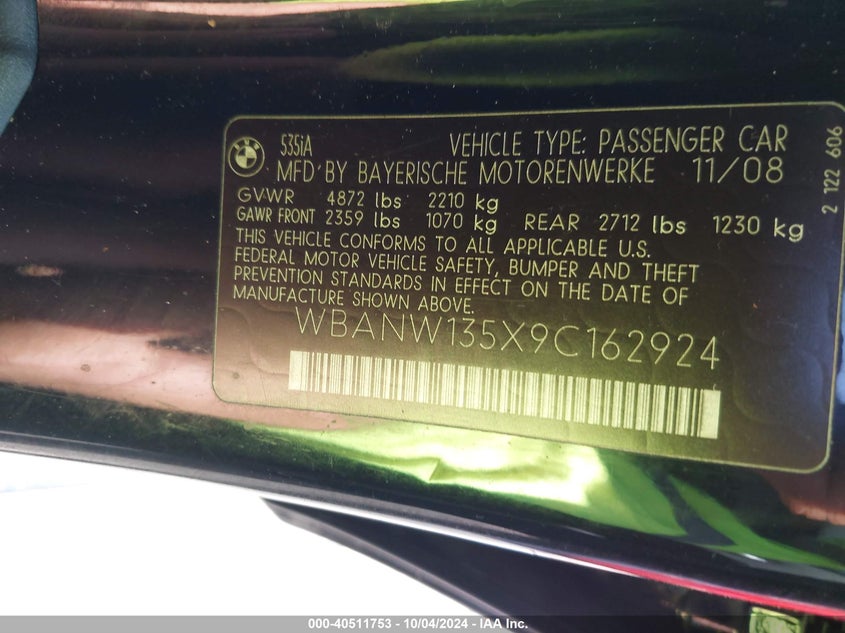 535iA VEHICLE TYPE: PASSENGER CAR
MFD BY BAYERISCHE MOTORENWERKE 11/08
GVWR 4872 lbs 2210 kg
GAWR FRONT 2359 lbs 1070 kg REAR 2712 lbs 1230 kg
THIS VEHICLE CONFORMS TO ALL APPLICABLE U.S.
FEDERAL MOTOR VEHICLE SAFETY, BUMPER AND THEFT
PREVENTION STANDARDS IN EFFECT ON THE DATE OF
MANUFACTURE SHOWN ABOVE.
WBANW135X9C162924
2 122 606
000-40511753 - 10/04/2024 - IAA Inc.